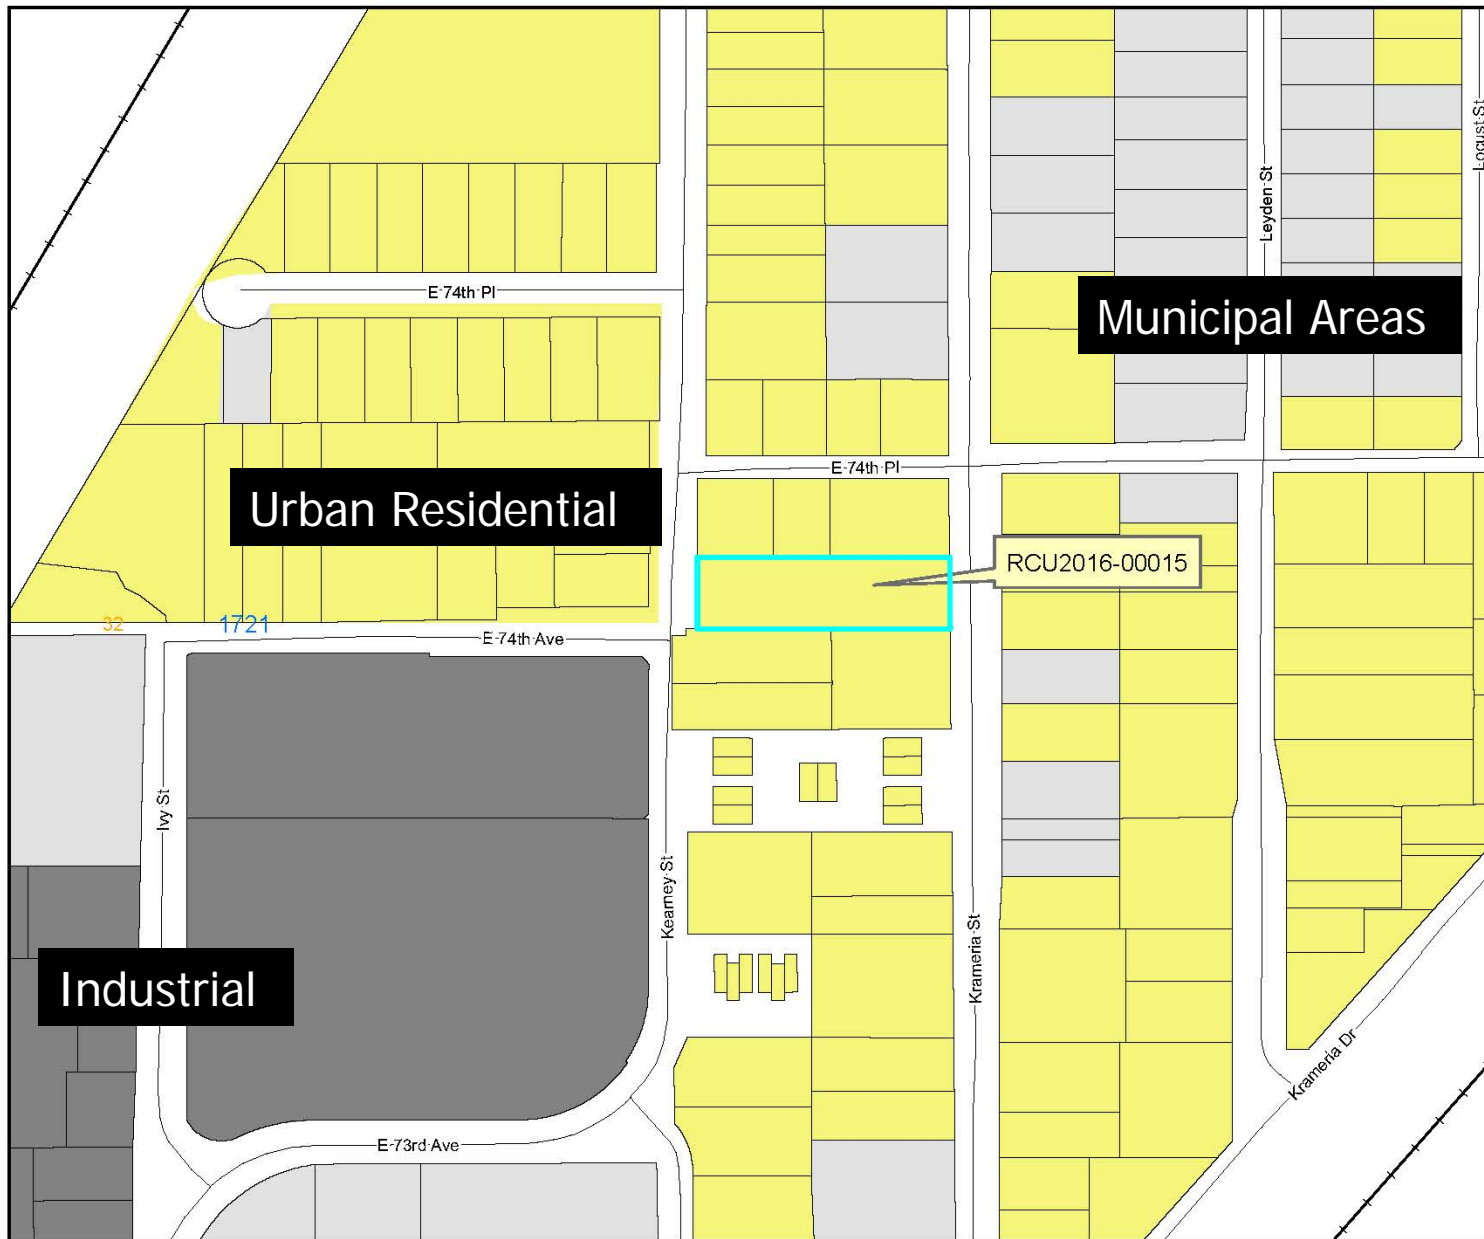 Locust St
Leyden St
E 74th Pl
Municipal Areas
E 74th Pl
Urban Residential
RCU2016-00015
32
1721
E 74th Ave
Ivy St
Kearney St
Krameria St
Industrial
Krameria Dr
E 73rd Ave